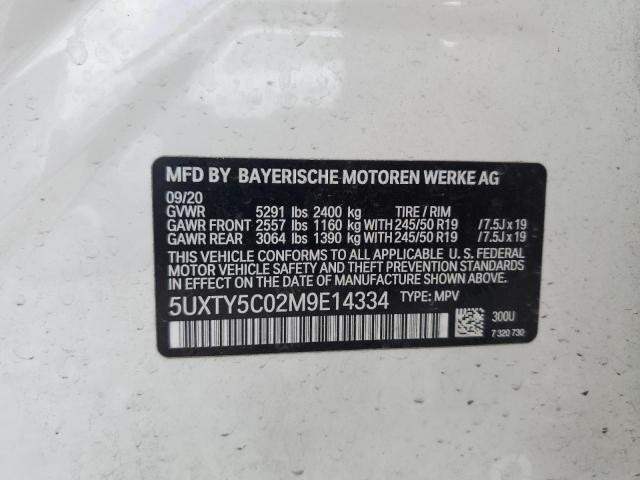 MFD BY BAYERISCHE MOTOREN WERKE AG
09/20
GVWR 5291 lbs 2400 kg TIRE / RIM
GAWR FRONT 2557 lbs 1160 kg WITH 245/50 R19 /7.5J x 19
GAWR REAR 3064 lbs 1390 kg WITH 245/50 R19 /7.5J x 19
THIS VEHICLE CONFORMS TO ALL APPLICABLE U. S. FEDERAL
MOTOR VEHICLE SAFETY AND THEFT PREVENTION STANDARDS
IN EFFECT ON THE DATE OF MANUFACTURE SHOWN ABOVE.
5UXTY5C02M9E14334 TYPE: MPV
300U
7 320 730